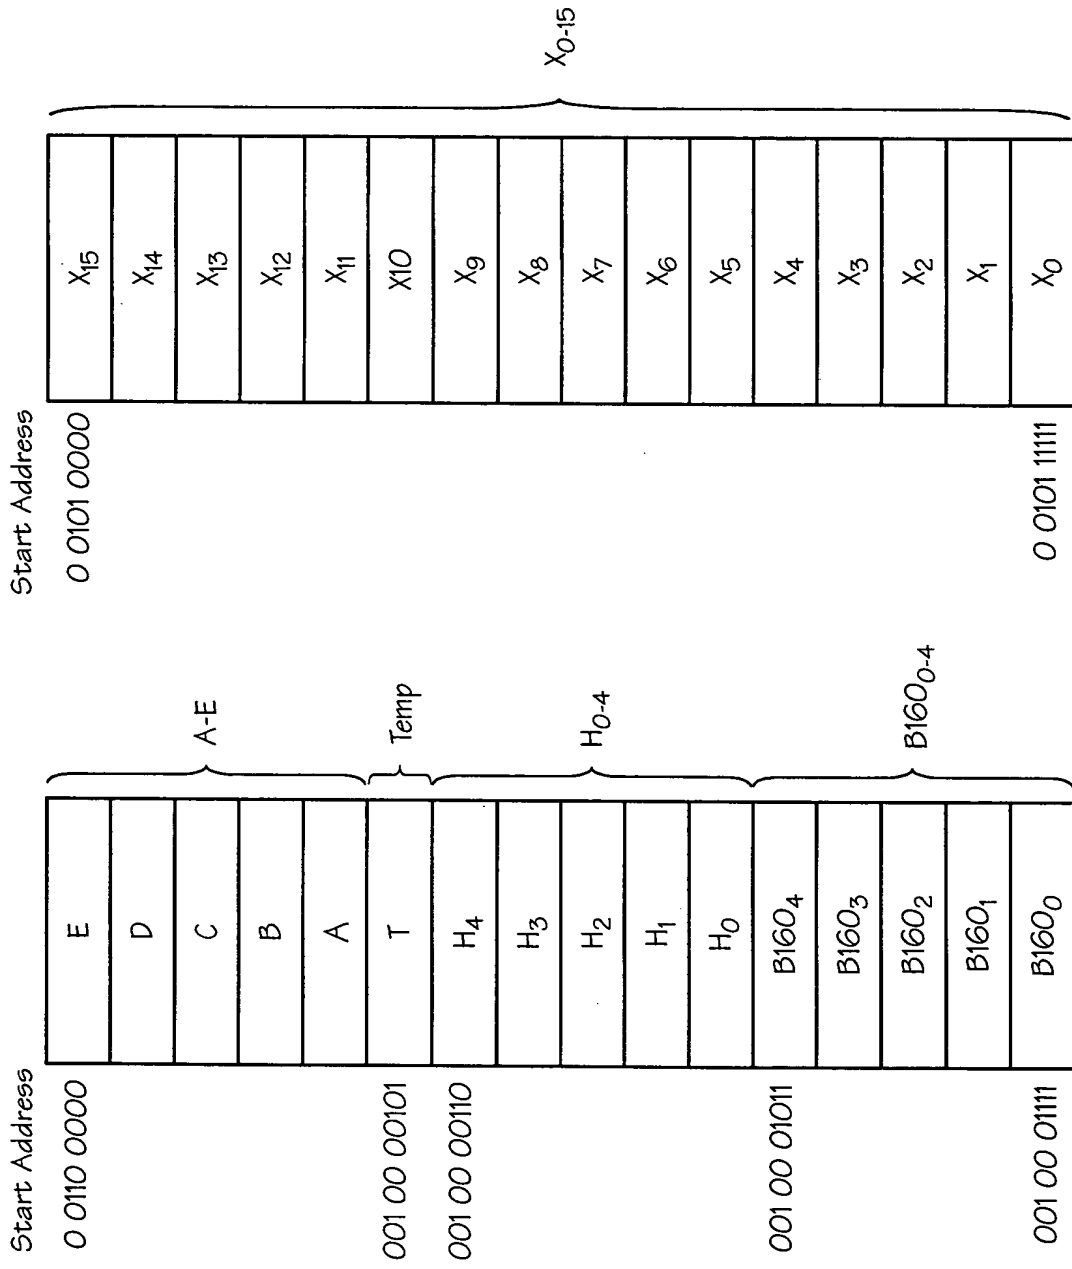 Start Address
0 0110 0000
E
D
C
B
A
A-E
001 00 00101
T
Temp
001 00 00110
H4
H3
H2
H1
H0
H0-4
001 00 01011
B1604
B1603
B1602
B1601
B1600
B1600-4
001 00 01111
Start Address
0 0101 0000
X15
X14
X13
X12
X11
X10
X9
X8
X7
X6
X5
X4
X3
X2
X1
X0
X0-15
0 0101 11111